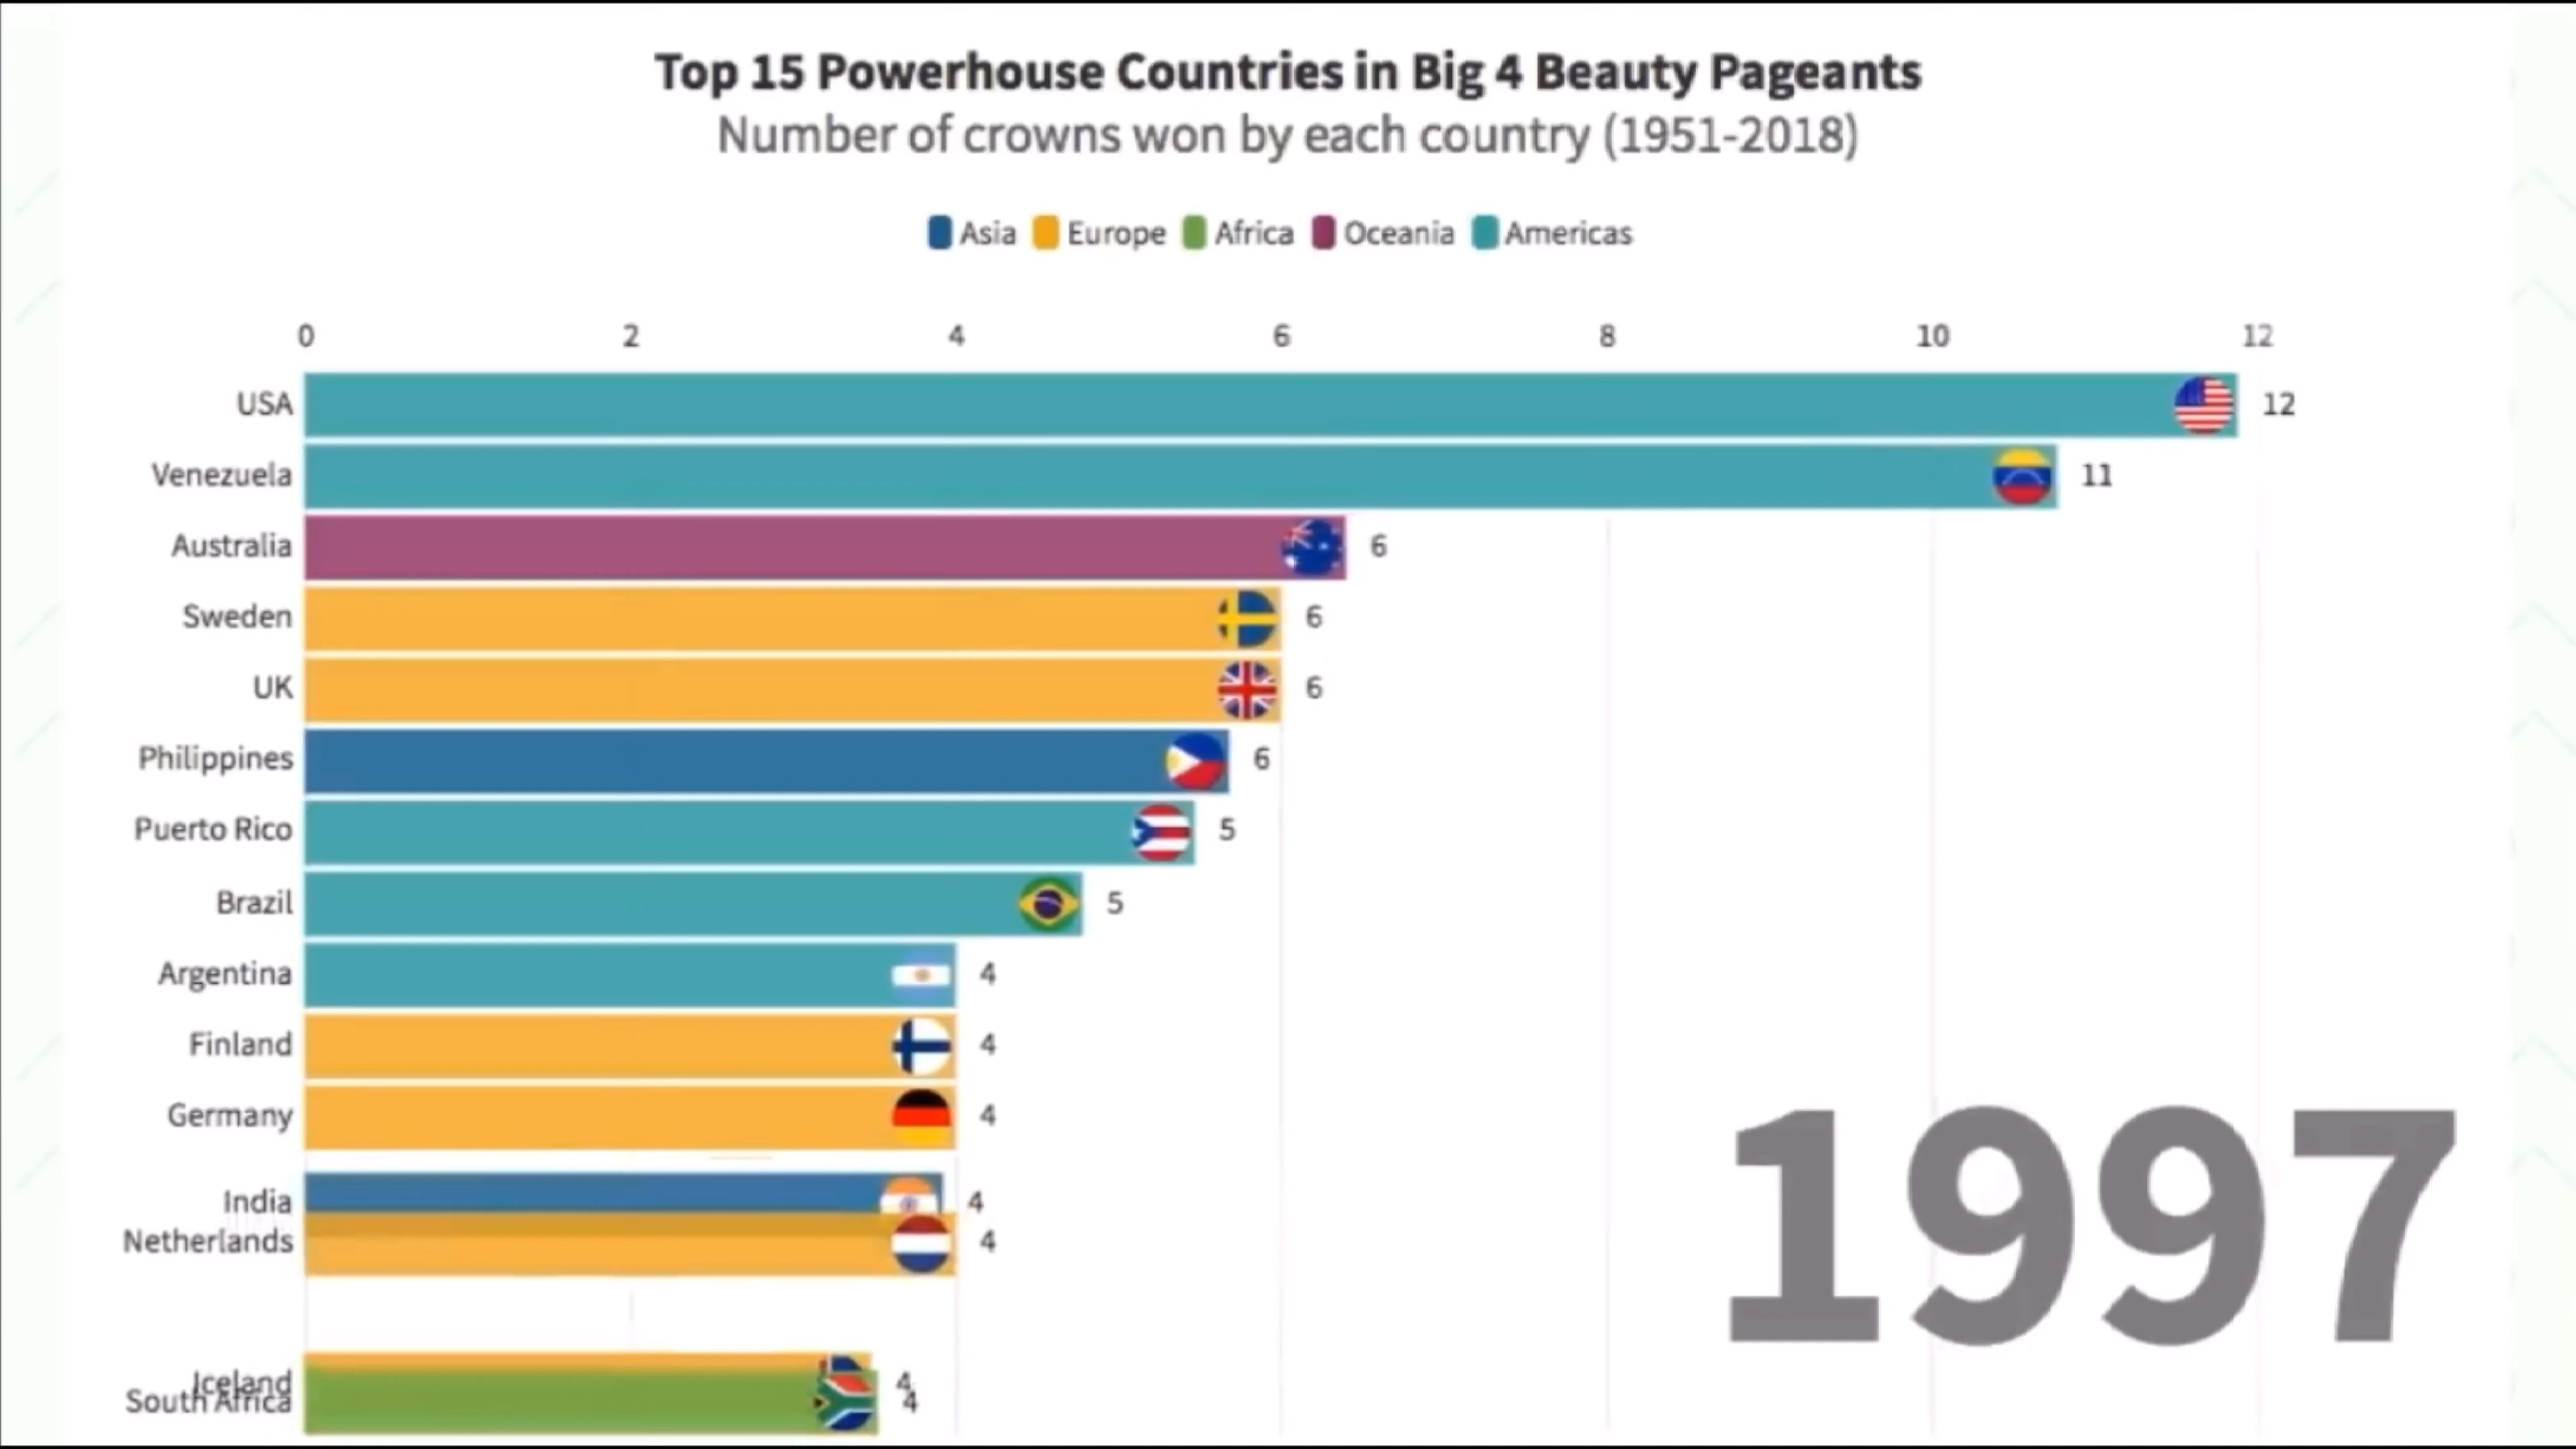 Top 15 Powerhouse Countries in Big 4 Beauty Pageants
Number of crowns won by each country (1951-2018)
Asia Europe Africa Oceania Americas
0 2 4 6 8 10 12
USA 12
Venezuela 11
Australia 6
Sweden 6
UK 6
Philippines 6
Puerto Rico 5
Brazil 5
Argentina 4
Finland 4
Germany 4
India 4
Netherlands 4
Iceland 4
South Africa 4
1997